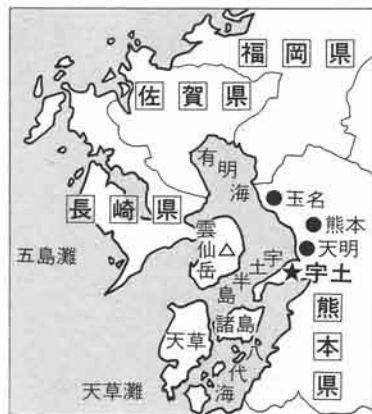 福岡県
佐賀県
有明海
玉名
長崎県
熊本
雲仙岳
天明
五島灘
宇土半島
宇土
諸島
熊本県
天草
八代海
天草灘